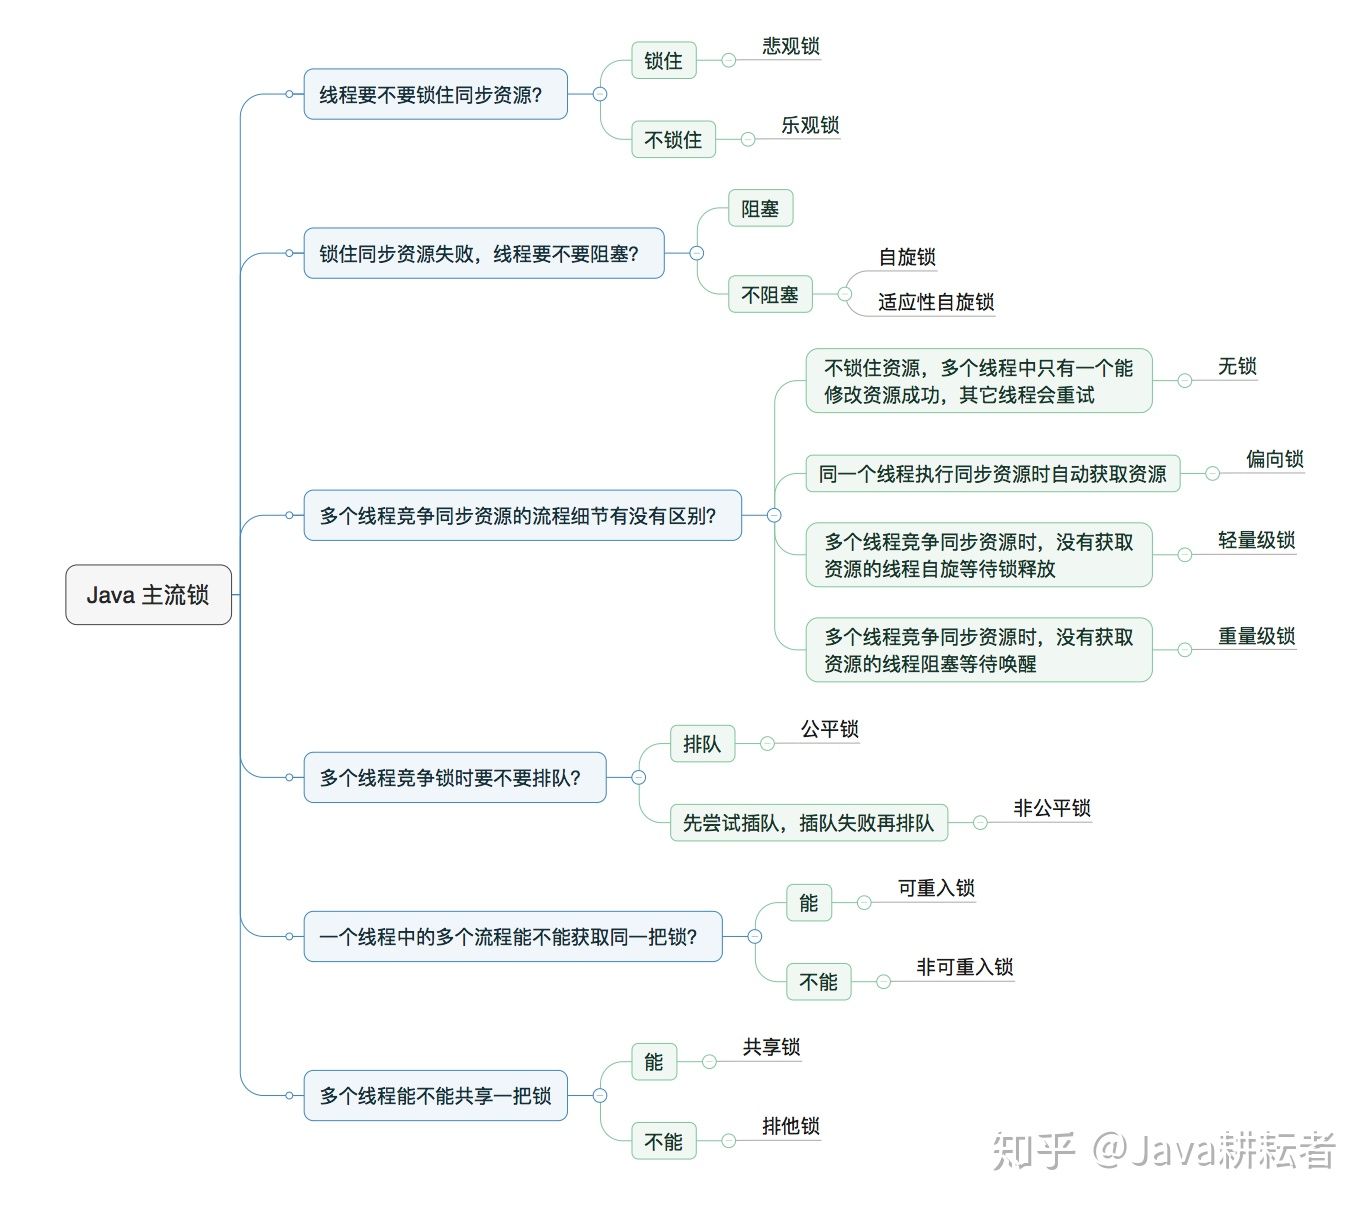 Java 主流锁
线程要不要锁住同步资源？
锁住
悲观锁
不锁住
乐观锁
锁住同步资源失败，线程要不要阻塞？
阻塞
不阻塞
自旋锁
适应性自旋锁
多个线程竞争同步资源的流程细节有没有区别？
不锁住资源，多个线程中只有一个能
修改资源成功，其它线程会重试
无锁
同一个线程执行同步资源时自动获取资源
偏向锁
多个线程竞争同步资源时，没有获取
资源的线程自旋等待锁释放
轻量级锁
多个线程竞争同步资源时，没有获取
资源的线程阻塞等待唤醒
重量级锁
多个线程竞争锁时要不要排队？
排队
公平锁
先尝试插队，插队失败再排队
非公平锁
一个线程中的多个流程能不能获取同一把锁？
能
可重入锁
不能
非可重入锁
多个线程能不能共享一把锁
能
共享锁
不能
排他锁
知乎 @Java耕耘者